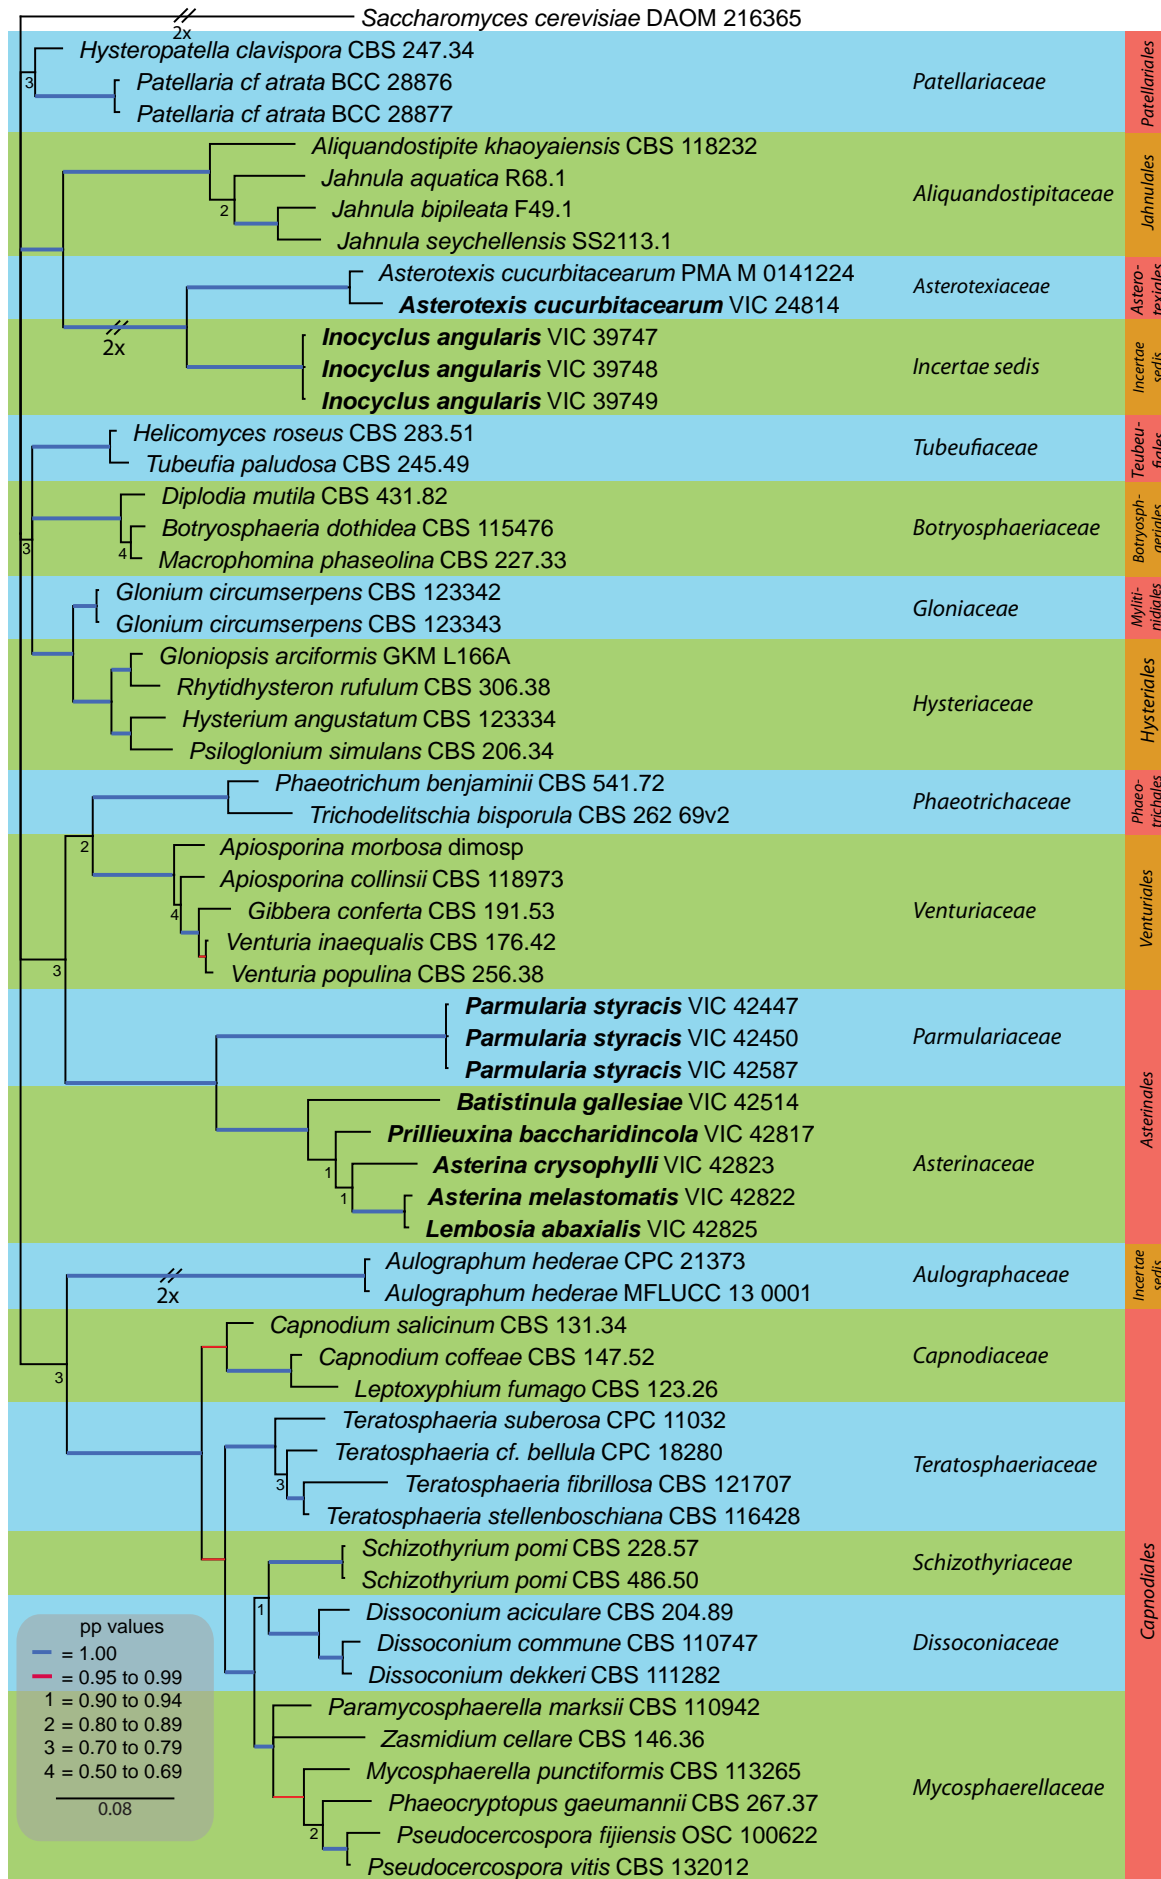 Saccharomyces cerevisiae DAOM 216365
2x
Hysteropatella clavispora CBS 247.34
3
Patellaria cf atrata BCC 28876
Patellariaceae
Patellariales
Patellaria cf atrata BCC 28877
Aliquandostipite khaoyaiensis CBS 118232
Jahnula aquatica R68.1
Aliquandostipitaceae
Jahnulales
2
Jahnula bipileata F49.1
Jahnula seychellensis SS2113.1
Asterotexis cucurbitacearum PMA M 0141224
Asterotexiaceae
Astero-
texiales
Asterotexis cucurbitacearum VIC 24814
Inocyclus angularis VIC 39747
2x
Inocyclus angularis VIC 39748
Incertae sedis
Incertae
sedis
Inocyclus angularis VIC 39749
Helicomyces roseus CBS 283.51
Tubeufiaceae
Teubeu-
fiales
Tubeufia paludosa CBS 245.49
Diplodia mutila CBS 431.82
Botryosphaeria dothidea CBS 115476
Botryosphaeriaceae
Botryosph-
aeriales
3
4
Macrophomina phaseolina CBS 227.33
Glonium circumserpens CBS 123342
Gloniaceae
Myliti-
nidiales
Glonium circumserpens CBS 123343
Gloniopsis arciformis GKM L166A
Rhytidhysteron rufulum CBS 306.38
Hysteriaceae
Hysteriales
Hysterium angustatum CBS 123334
Psiloglonium simulans CBS 206.34
Phaeotrichum benjaminii CBS 541.72
Phaeotrichaceae
Phaeo-
trichales
Trichodelitschia bisporula CBS 262 69v2
2
Apiosporina morbosa dimosp
Apiosporina collinsii CBS 118973
4
Gibbera conferta CBS 191.53
Venturiaceae
Venturiales
Venturia inaequalis CBS 176.42
3
Venturia populina CBS 256.38
Parmularia styracis VIC 42447
Parmularia styracis VIC 42450
Parmulariaceae
Parmularia styracis VIC 42587
Asterinales
Batistinula gallesiae VIC 42514
Prillieuxina baccharidincola VIC 42817
1
Asterina crysophylli VIC 42823
Asterinaceae
1
Asterina melastomatis VIC 42822
Lembosia abaxialis VIC 42825
Aulographum hederae CPC 21373
Aulographaceae
Incertae
sedis
2x
Aulographum hederae MFLUCC 13 0001
Capnodium salicinum CBS 131.34
Capnodium coffeae CBS 147.52
Capnodiaceae
3
Leptoxyphium fumago CBS 123.26
Teratosphaeria suberosa CPC 11032
Teratosphaeria cf. bellula CPC 18280
Teratosphaeriaceae
3
Teratosphaeria fibrillosa CBS 121707
Teratosphaeria stellenboschiana CBS 116428
Schizothyrium pomi CBS 228.57
Schizothyriaceae
Schizothyrium pomi CBS 486.50
Capnodiales
1
Dissoconium aciculare CBS 204.89
Dissoconium commune CBS 110747
Dissoconiaceae
Dissoconium dekkeri CBS 111282
Paramycosphaerella marksii CBS 110942
Zasmidium cellare CBS 146.36
Mycosphaerella punctiformis CBS 113265
Mycosphaerellaceae
Phaeocryptopus gaeumannii CBS 267.37
2
Pseudocercospora fijiensis OSC 100622
Pseudocercospora vitis CBS 132012
pp values
= 1.00
= 0.95 to 0.99
1 = 0.90 to 0.94
2 = 0.80 to 0.89
3 = 0.70 to 0.79
4 = 0.50 to 0.69
0.08